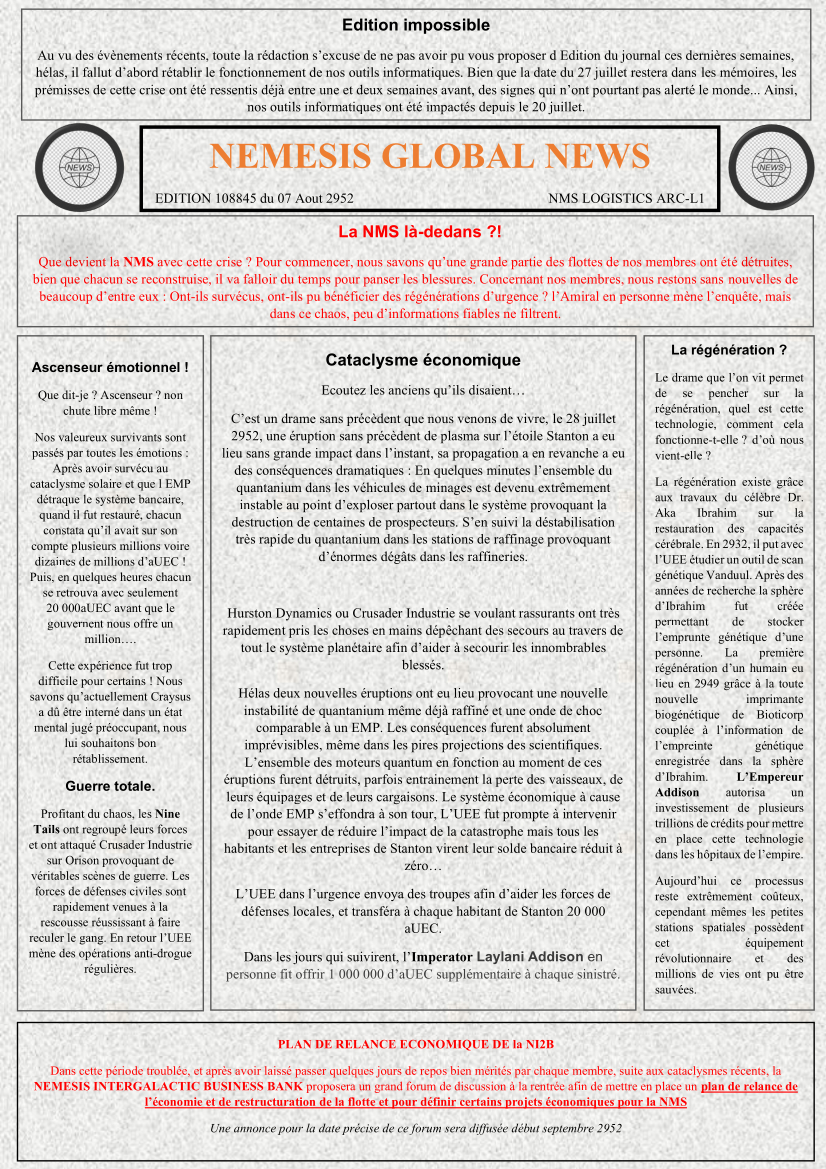 Edition impossible
Au vu des évènements récents, toute la rédaction s’excuse de ne pas avoir pu vous proposer d Edition du journal ces dernières semaines,
hélas, il fallut d’abord rétablir le fonctionnement de nos outils informatiques. Bien que la date du 27 juillet restera dans les mémoires, les
prémisses de cette crise ont été ressentis déjà entre une et deux semaines avant, des signes qui n’ont pourtant pas alerté le monde... Ainsi,
nos outils informatiques ont été impactés depuis le 20 juillet.
NEWS
NEMESIS GLOBAL NEWS
NEWS
EDITION 108845 du 07 Aout 2952 NMS LOGISTICS ARC-L1
La NMS là-dedans ?!
Que devient la NMS avec cette crise ? Pour commencer, nous savons qu’une grande partie des flottes de nos membres ont été détruites,
bien que chacun se reconstruise, il va falloir du temps pour panser les blessures. Concernant nos membres, nous restons sans nouvelles de
beaucoup d’entre eux : Ont-ils survécus, ont-ils pu bénéficier des régénérations d’urgence ? l’Amiral en personne mène l’enquête, mais
dans ce chaos, peu d’informations fiables ne filtrent.
Ascenseur émotionnel !
Que dit-je ? Ascenseur ? non
chute libre même !
Nos valeureux survivants sont
passés par toutes les émotions :
Après avoir survécu au
cataclysme solaire et que l EMP
détraque le système bancaire,
quand il fut restauré, chacun
constata qu’il avait sur son
compte plusieurs millions voire
dizaines de millions d’aUEC !
Puis, en quelques heures chacun
se retrouva avec seulement
20 000aUEC avant que le
gouvernent nous offre un
million….
Cette expérience fut trop
difficile pour certains ! Nous
savons qu’actuellement Craysus
a dû être interné dans un état
mental jugé préoccupant, nous
lui souhaitons bon
rétablissement.
Guerre totale.
Profitant du chaos, les Nine
Tails ont regroupé leurs forces
et ont attaqué Crusader Industrie
sur Orison provoquant de
véritables scènes de guerre. Les
forces de défenses civiles sont
rapidement venues à la
rescousse réussissant à faire
reculer le gang. En retour l’UEE
mène des opérations anti-drogue
régulières.
Cataclysme économique
Ecoutez les anciens qu’ils disaient…
C’est un drame sans précèdent que nous venons de vivre, le 28 juillet
2952, une éruption sans précèdent de plasma sur l’étoile Stanton a eu
lieu sans grande impact dans l’instant, sa propagation a en revanche a eu
des conséquences dramatiques : En quelques minutes l’ensemble du
quantanium dans les véhicules de minages est devenu extrêmement
instable au point d’exploser partout dans le système provoquant la
destruction de centaines de prospecteurs. S’en suivi la déstabilisation
très rapide du quantanium dans les stations de raffinage provoquant
d’énormes dégâts dans les raffineries.
Hurston Dynamics ou Crusader Industrie se voulant rassurants ont très
rapidement pris les choses en mains dépêchant des secours au travers de
tout le système planétaire afin d’aider à secourir les innombrables
blessés.
Hélas deux nouvelles éruptions ont eu lieu provocant une nouvelle
instabilité de quantanium même déjà raffiné et une onde de choc
comparable à un EMP. Les conséquences furent absolument
imprévisibles, même dans les pires projections des scientifiques.
L’ensemble des moteurs quantum en fonction au moment de ces
éruptions furent détruits, parfois entrainement la perte des vaisseaux, de
leurs équipages et de leurs cargaisons. Le système économique à cause
de l’onde EMP s’effondra à son tour, L’UEE fut prompte à intervenir
pour essayer de réduire l’impact de la catastrophe mais tous les
habitants et les entreprises de Stanton virent leur solde bancaire réduit à
zéro…
L’UEE dans l’urgence envoya des troupes afin d’aider les forces de
défenses locales, et transféra à chaque habitant de Stanton 20 000
aUEC.
Dans les jours qui suivirent, l’Imperator Laylani Addison en
personne fit offrir 1 000 000 d’aUEC supplémentaire à chaque sinistré.
La régénération ?
Le drame que l’on vit permet
de se pencher sur la
régénération, quel est cette
technologie, comment cela
fonctionne-t-elle ? d’où nous
vient-elle ?
La régénération existe grâce
aux travaux du célèbre Dr.
Aka Ibrahim sur la
restauration des capacités
cérébrale. En 2932, il put avec
l’UEE étudier un outil de scan
génétique Vanduul. Après des
années de recherche la sphère
d’Ibrahim fut créée
permettant de stocker
l’emprunte génétique d’une
personne. La première
régénération d’un humain eu
lieu en 2949 grâce à la toute
nouvelle imprimante
biogénétique de Bioticorp
couplée à l’information de
l’empreinte génétique
enregistrée dans la sphère
d’Ibrahim. L’Empereur
Addison autorisa un
investissement de plusieurs
trillions de crédits pour mettre
en place cette technologie
dans les hôpitaux de l’empire.
Aujourd’hui ce processus
reste extrêmement coûteux,
cependant mêmes les petites
stations spatiales possèdent
cet équipement
révolutionnaire et des
millions de vies ont pu être
sauvées.
PLAN DE RELANCE ECONOMIQUE DE la NI2B
Dans cette période troublée, et après avoir laissé passer quelques jours de repos bien mérités par chaque membre, suite aux cataclysmes récents, la
NEMESIS INTERGALACTIC BUSINESS BANK proposera un grand forum de discussion à la rentrée afin de mettre en place un plan de relance de
l’économie et de restructuration de la flotte et pour définir certains projets économiques pour la NMS
Une annonce pour la date précise de ce forum sera diffusée début septembre 2952